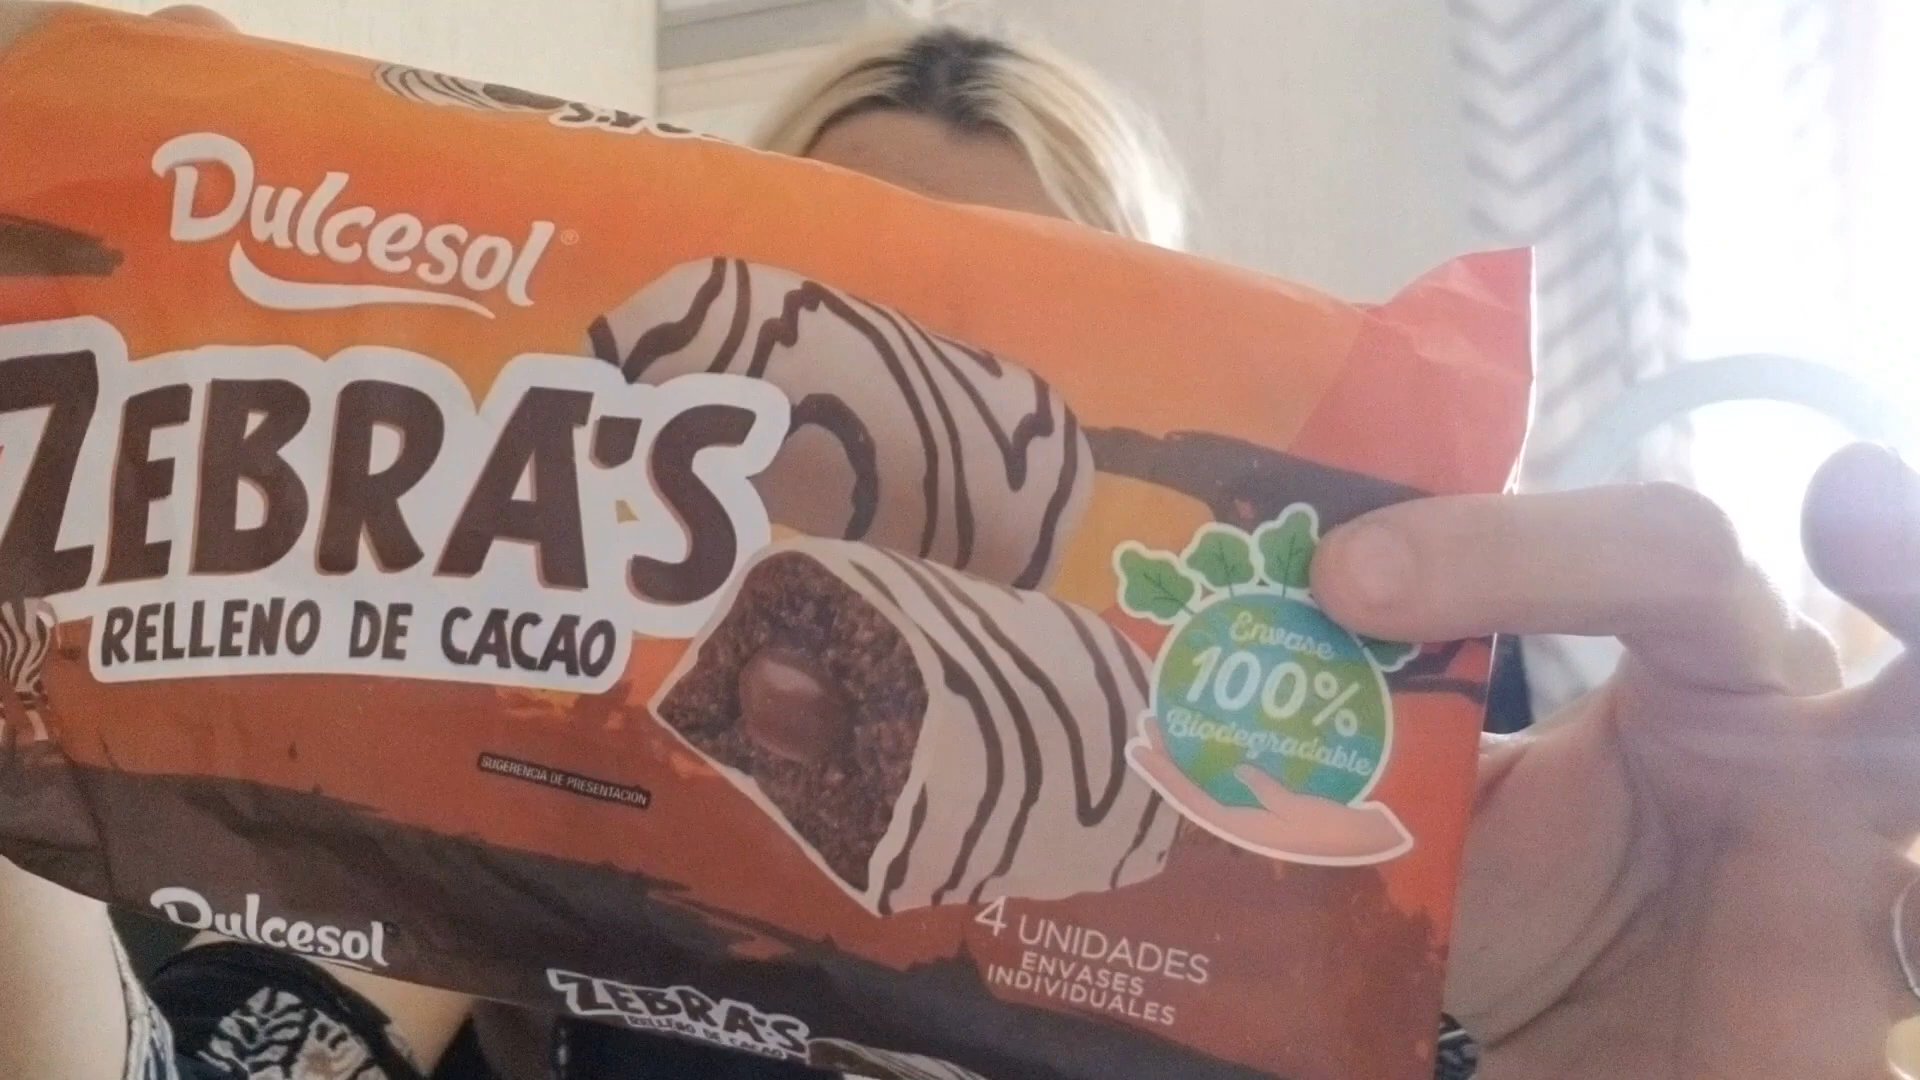 Dulcesol®
ZEBRA'S
RELLENO DE CACAO
SUGERENCIA DE PRESENTACIÓN
Envase
100%
Biodegradable
4 UNIDADES
ENVASES
INDIVIDUALES
Dulcesol
ZEBRA'S
RELLENO DE CACAO